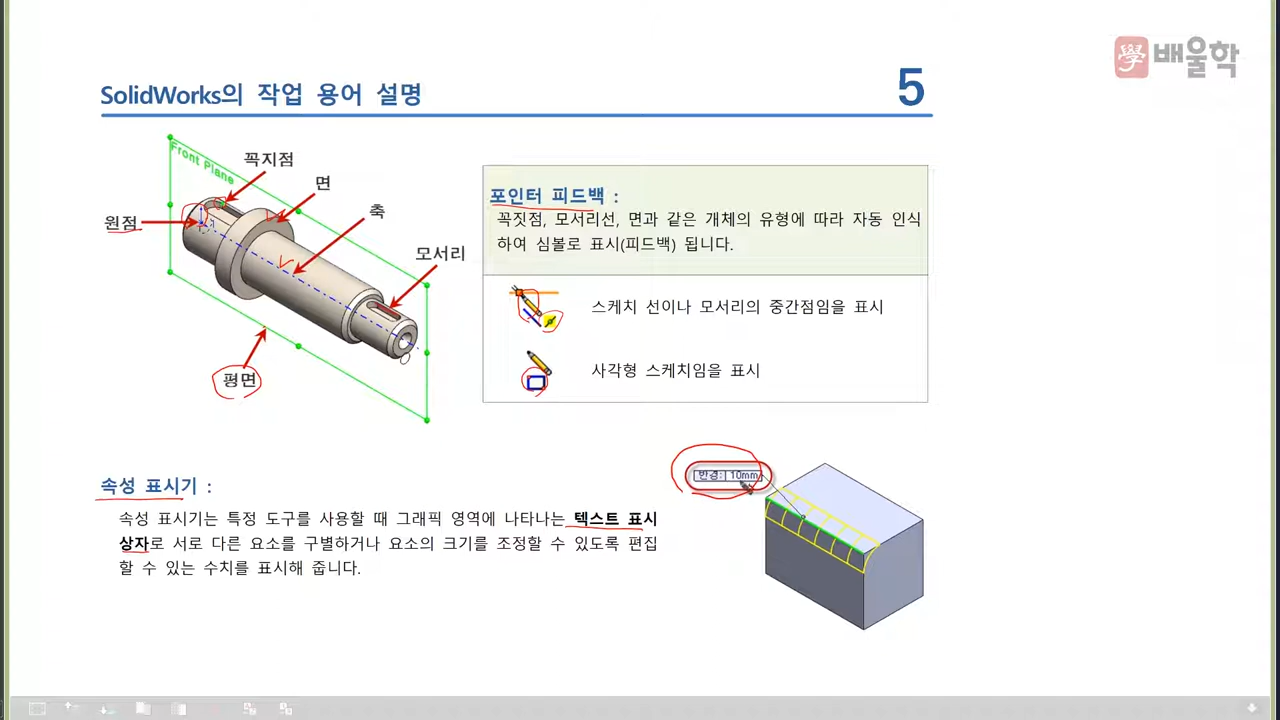 學 배울학
SolidWorks의 작업 용어 설명
5
Front Plane
꼭지점
면
축
원점
모서리
평면
포인터 피드백 :
꼭짓점, 모서리선, 면과 같은 개체의 유형에 따라 자동 인식
하여 심볼로 표시(피드백) 됩니다.
스케치 선이나 모서리의 중간점임을 표시
사각형 스케치임을 표시
반경: 10mm
속성 표시기 :
속성 표시기는 특정 도구를 사용할 때 그래픽 영역에 나타나는 텍스트 표시
상자로 서로 다른 요소를 구별하거나 요소의 크기를 조정할 수 있도록 편집
할 수 있는 수치를 표시해 줍니다.